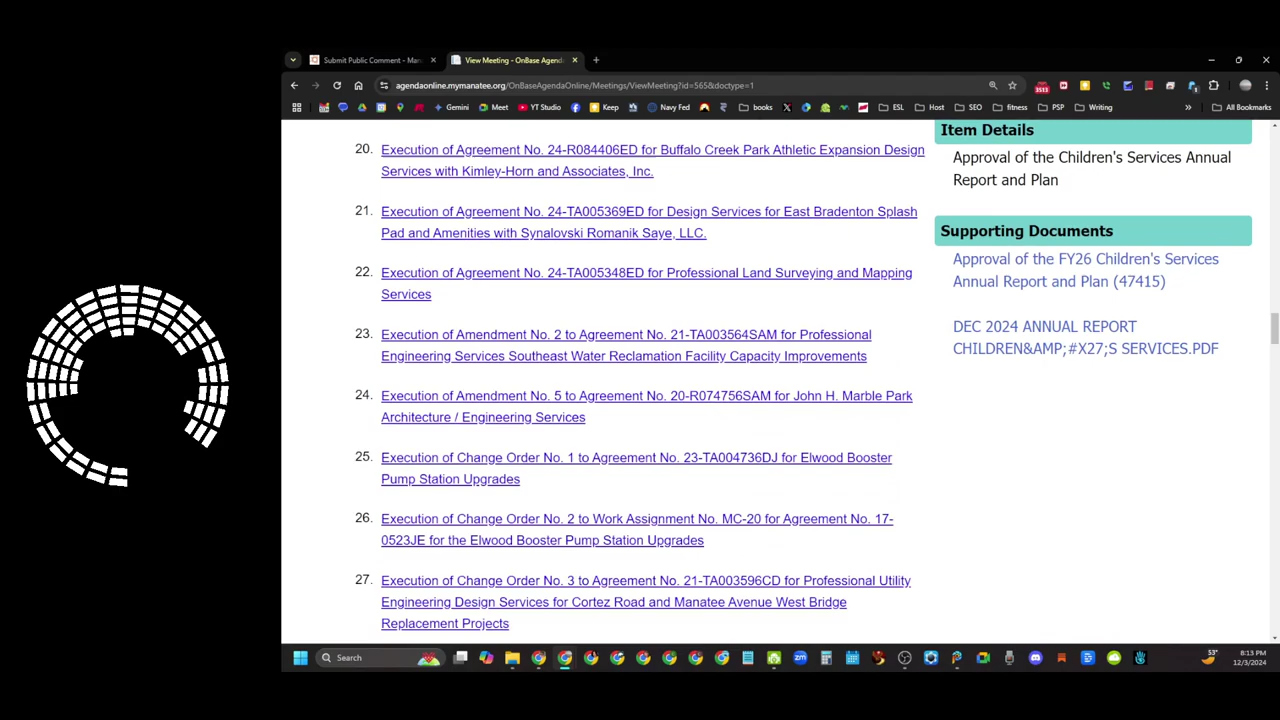 Submit Public Comment - Man
View Meeting - OnBase Agend
agendaonline.mymanatee.org/OnBaseAgendaOnline/Meetings/ViewMeeting?id=565&doctype=1
Gemini
Meet
YT Studio
Keep
Navy Fed
books
ESL
Host
SEO
fitness
PSP
Writing
All Bookmarks
20. Execution of Agreement No. 24-R084406ED for Buffalo Creek Park Athletic Expansion Design
Services with Kimley-Horn and Associates, Inc.
21. Execution of Agreement No. 24-TA005369ED for Design Services for East Bradenton Splash
Pad and Amenities with Synalovski Romanik Saye, LLC.
22. Execution of Agreement No. 24-TA005348ED for Professional Land Surveying and Mapping
Services
23. Execution of Amendment No. 2 to Agreement No. 21-TA003564SAM for Professional
Engineering Services Southeast Water Reclamation Facility Capacity Improvements
24. Execution of Amendment No. 5 to Agreement No. 20-R074756SAM for John H. Marble Park
Architecture / Engineering Services
25. Execution of Change Order No. 1 to Agreement No. 23-TA004736DJ for Elwood Booster
Pump Station Upgrades
26. Execution of Change Order No. 2 to Work Assignment No. MC-20 for Agreement No. 17-
0523JE for the Elwood Booster Pump Station Upgrades
27. Execution of Change Order No. 3 to Agreement No. 21-TA003596CD for Professional Utility
Engineering Design Services for Cortez Road and Manatee Avenue West Bridge
Replacement Projects
Item Details
Approval of the Children's Services Annual
Report and Plan
Supporting Documents
Approval of the FY26 Children's Services
Annual Report and Plan (47415)
DEC 2024 ANNUAL REPORT
CHILDREN&AMP;#X27;S SERVICES.PDF
Search
53°
8:13 PM
12/3/2024